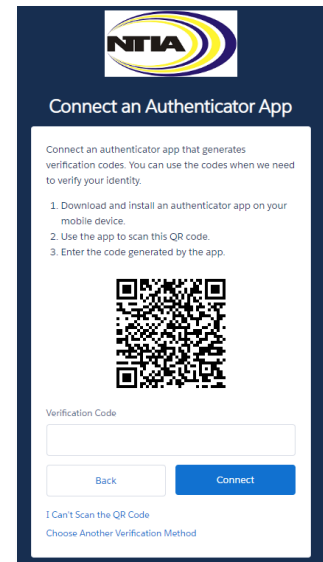 NTIA
Connect an Authenticator App
Connect an authenticator app that generates
verification codes. You can use the codes when we need
to verify your identity.
1. Download and install an authenticator app on your
mobile device.
2. Use the app to scan this QR code.
3. Enter the code generated by the app.
Verification Code
Back
Connect
I Can't Scan the QR Code
Choose Another Verification Method